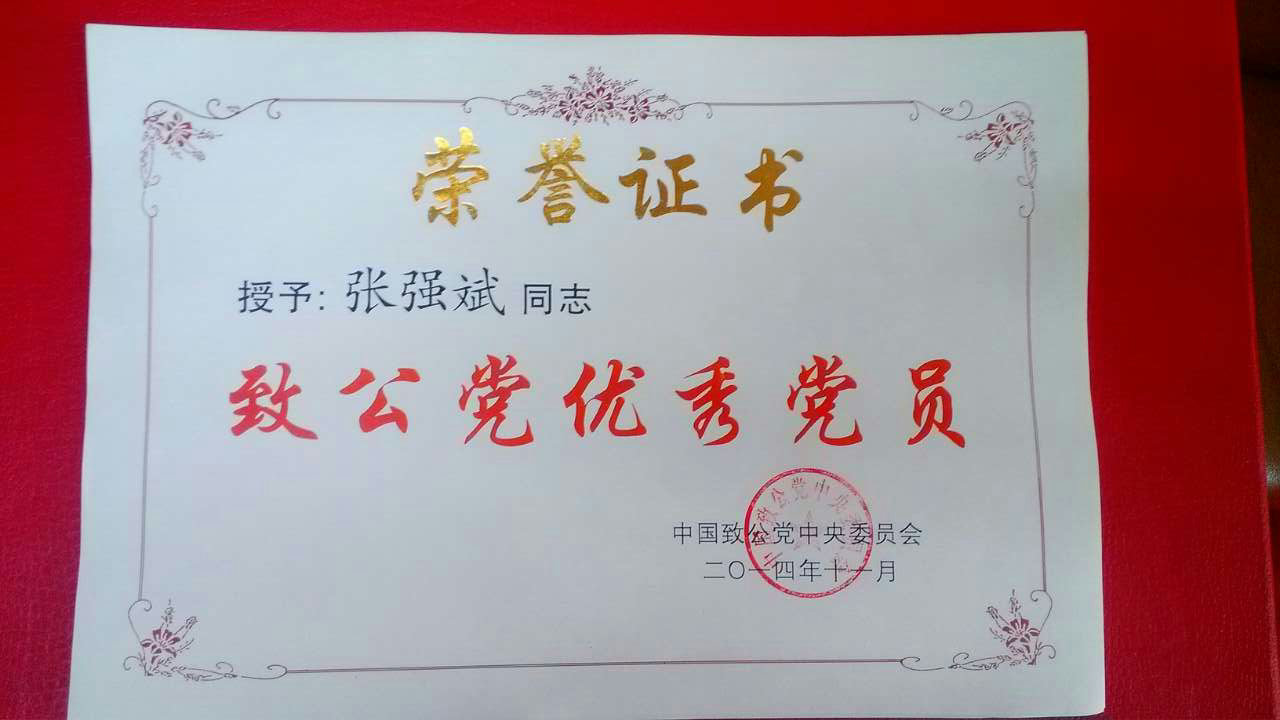 荣誉证书
授予: 张强斌 同志
致公党优秀党员
中国致公党中央委员会
二〇一四年十一月